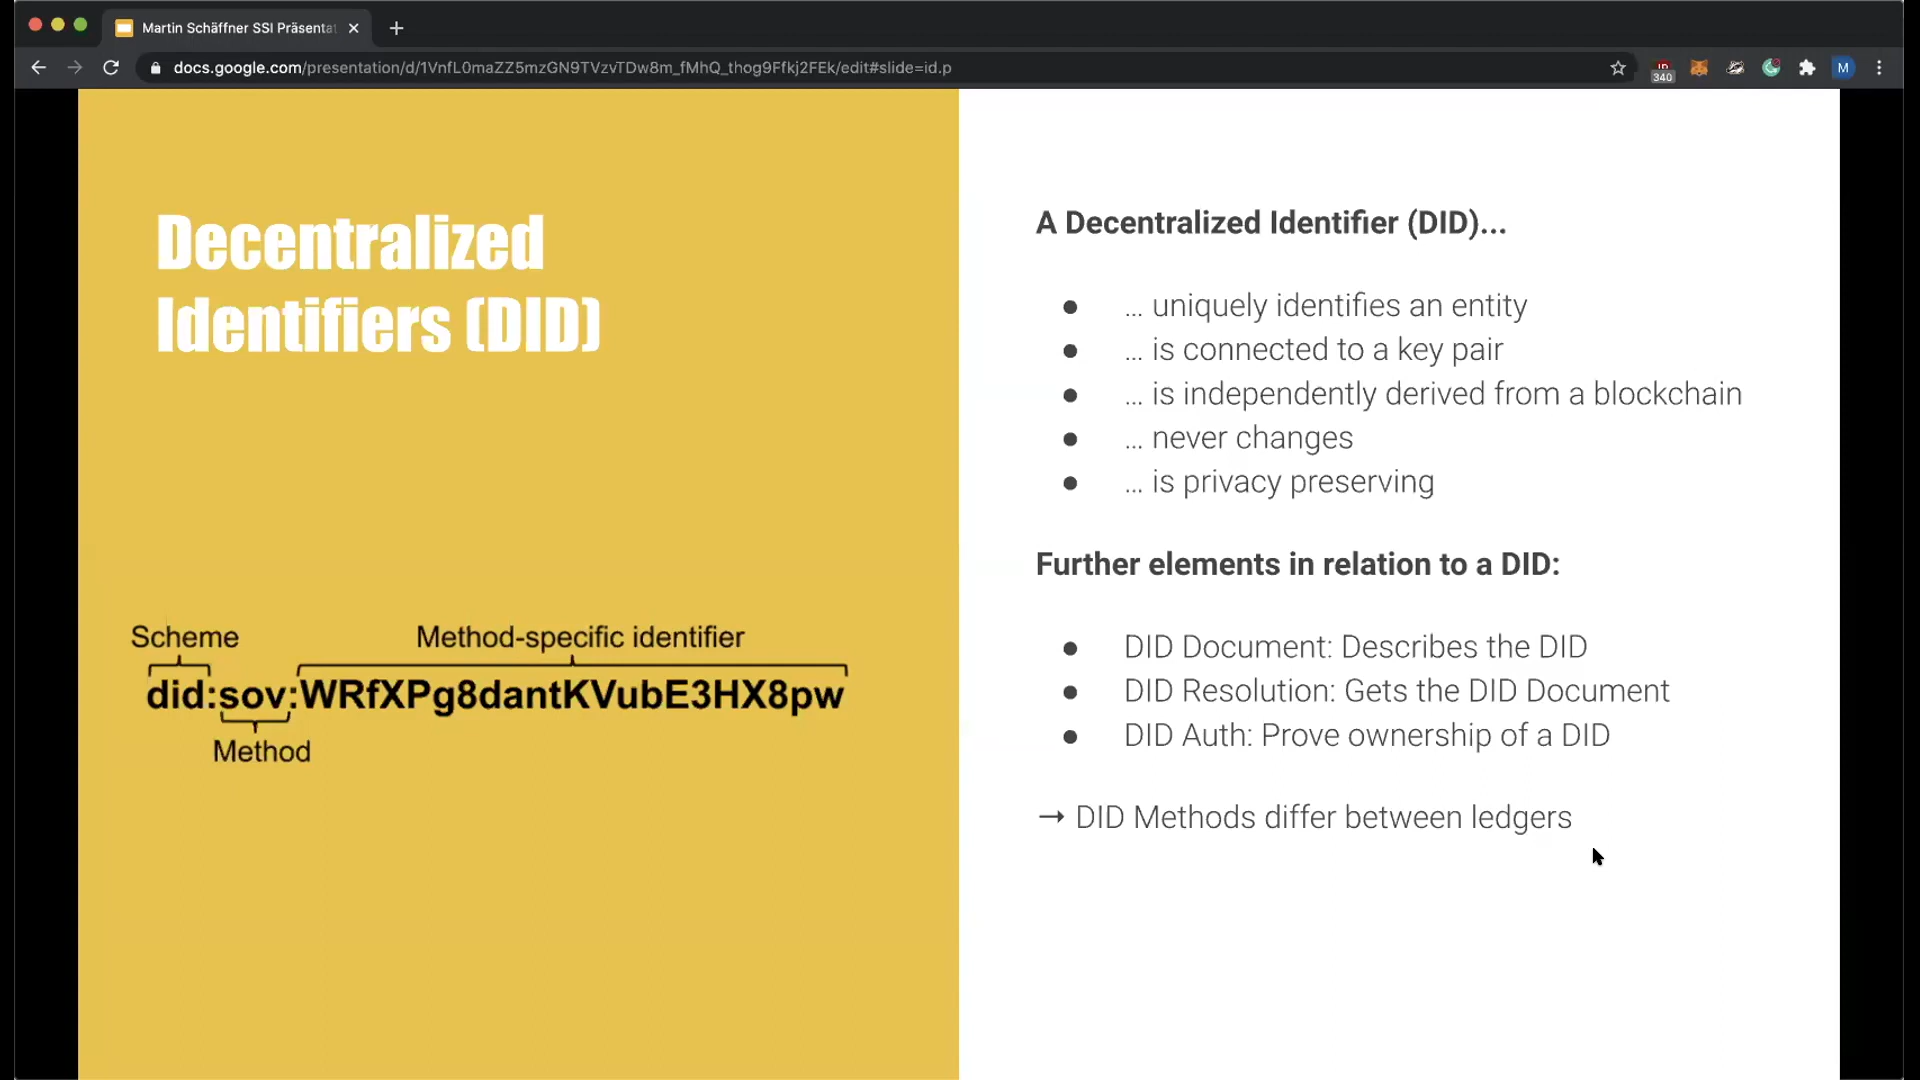 Martin Schäffner SSI Präsentat
docs.google.com/presentation/d/1VnfL0maZZ5mzGN9TVzvTDw8m_fMhQ_thog9Ffkj2FEk/edit#slide=id.p
340
M
Decentralized
Identifiers (DID)
Scheme
Method-specific identifier
did:sov:WRfXPg8dantKVubE3HX8pw
Method
A Decentralized Identifier (DID)...
● ... uniquely identifies an entity
● ... is connected to a key pair
● ... is independently derived from a blockchain
● ... never changes
● ... is privacy preserving
Further elements in relation to a DID:
● DID Document: Describes the DID
● DID Resolution: Gets the DID Document
● DID Auth: Prove ownership of a DID
→ DID Methods differ between ledgers